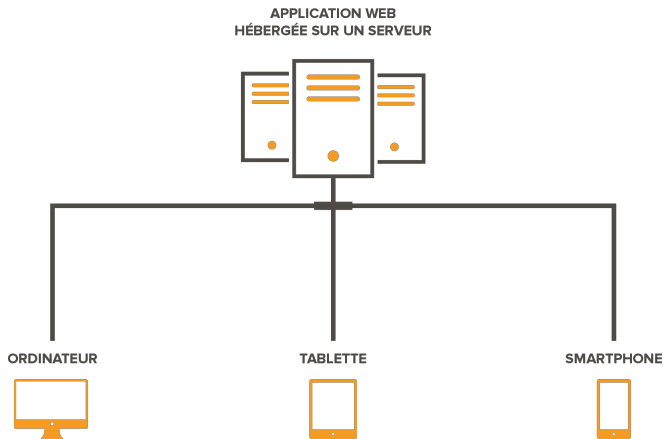 APPLICATION WEB
HÉBERGÉE SUR UN SERVEUR
ORDINATEUR
TABLETTE
SMARTPHONE